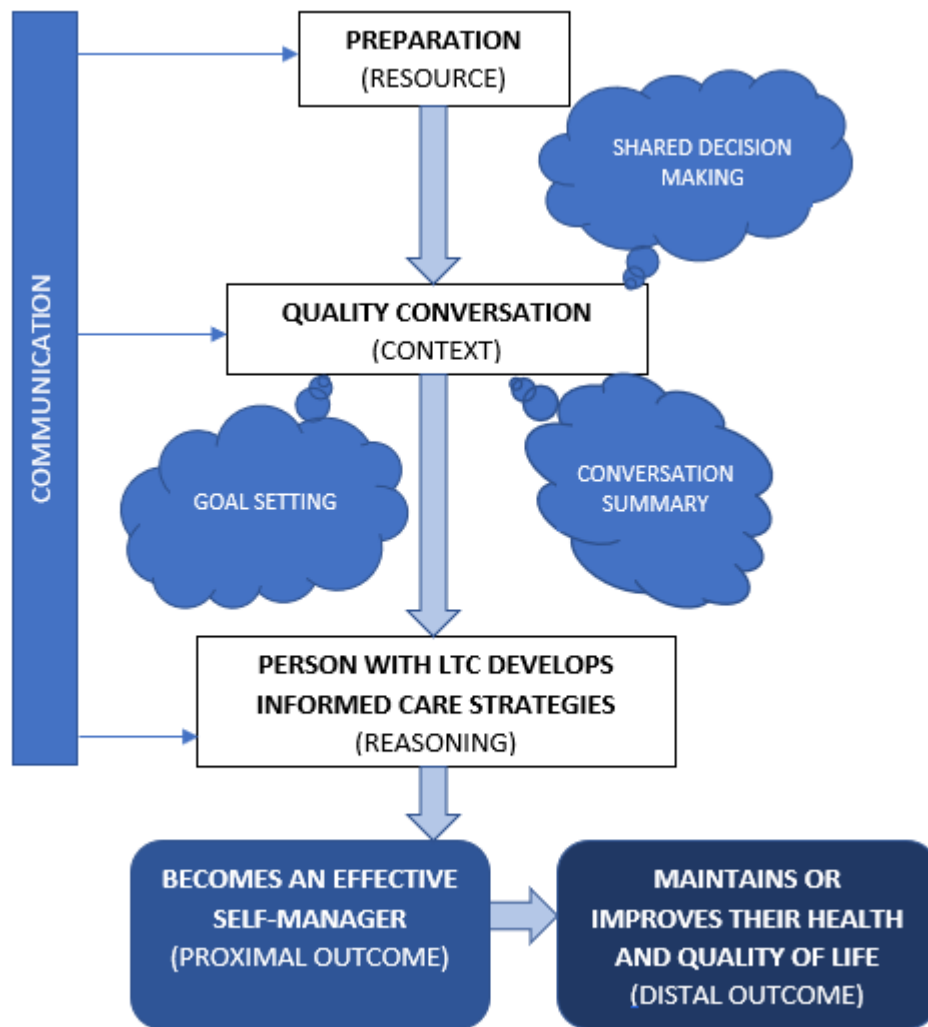 PREPARATION
(RESOURCE)
SHARED DECISION
MAKING
COMMUNICATION
QUALITY CONVERSATION
(CONTEXT)
GOAL SETTING
CONVERSATION
SUMMARY
PERSON WITH LTC DEVELOPS
INFORMED CARE STRATEGIES
(REASONING)
BECOMES AN EFFECTIVE
SELF-MANAGER
(PROXIMAL OUTCOME)
MAINTAINS OR
IMPROVES THEIR HEALTH
AND QUALITY OF LIFE
(DISTAL OUTCOME)